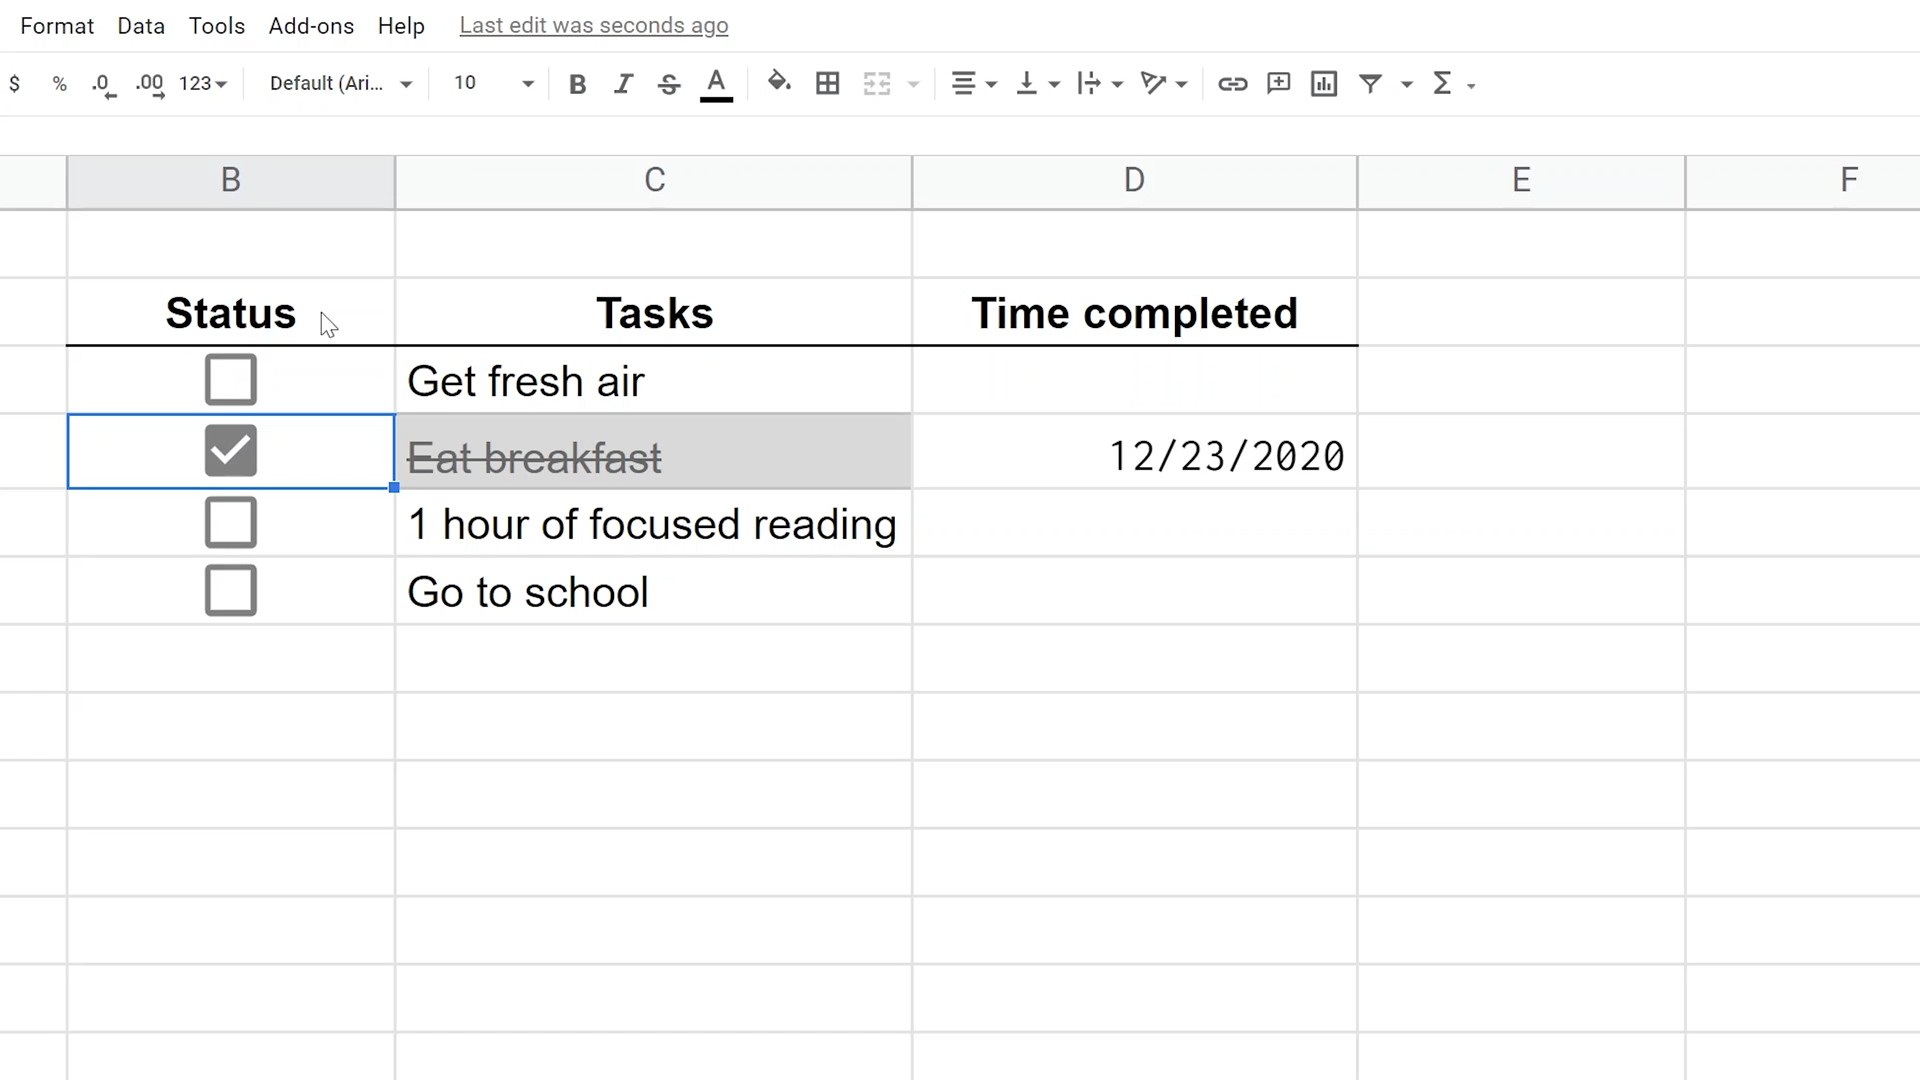 Format Data Tools Add-ons Help Last edit was seconds ago
$ % .0 .00 123 Default (Ari... 10 B I S A Σ
B C D E F
Status Tasks Time completed
Get fresh air
Eat breakfast 12/23/2020
1 hour of focused reading
Go to school